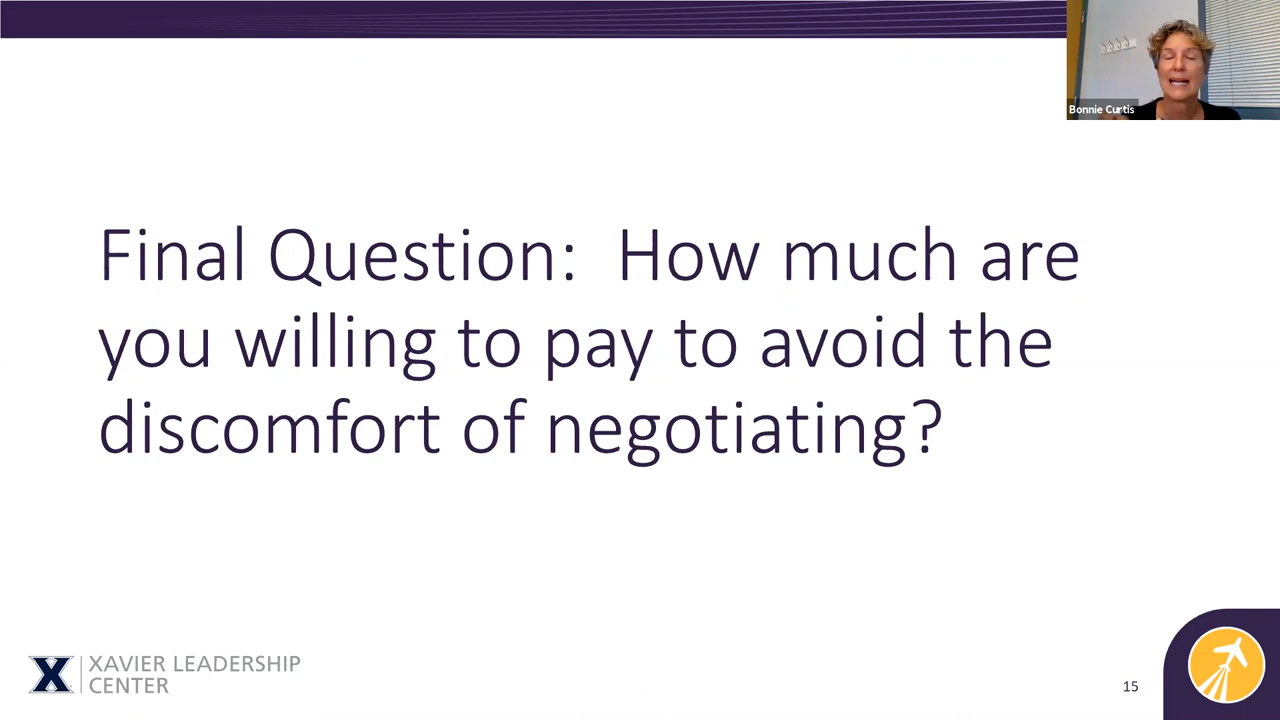 Bonnie Curtis
Final Question: How much are
you willing to pay to avoid the
discomfort of negotiating?
X
XAVIER LEADERSHIP
CENTER
15